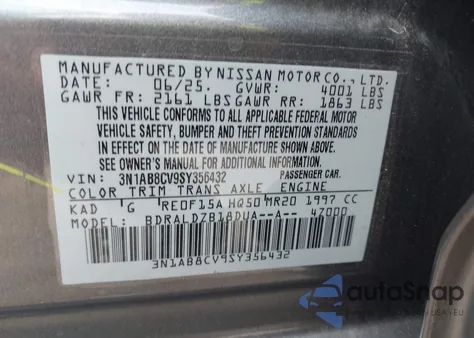 MANUFACTURED BY NISSAN MOTOR CO., LTD.
DATE: 06/25. GVWR: 4001 LBS
GAWR FR: 2161 LBS GAWR RR: 1863 LBS
THIS VEHICLE CONFORMS TO ALL APPLICABLE FEDERAL MOTOR
VEHICLE SAFETY, BUMPER AND THEFT PREVENTION STANDARDS
IN EFFECT ON THE DATE OF MANUFACTURE SHOWN ABOVE.
SEE OWNER'S MANUAL FOR ADDITIONAL INFORMATION
VIN: 3N1AB8CV9SY356432 PASSENGER CAR.
COLOR TRIM TRANS AXLE ENGINE
KAD G RE0F15A HQ50 MR20 1997 CC
MODEL: BDRALDZB18DUA--A-- 47000
3N1AB8CV9SY356432
autoSnap